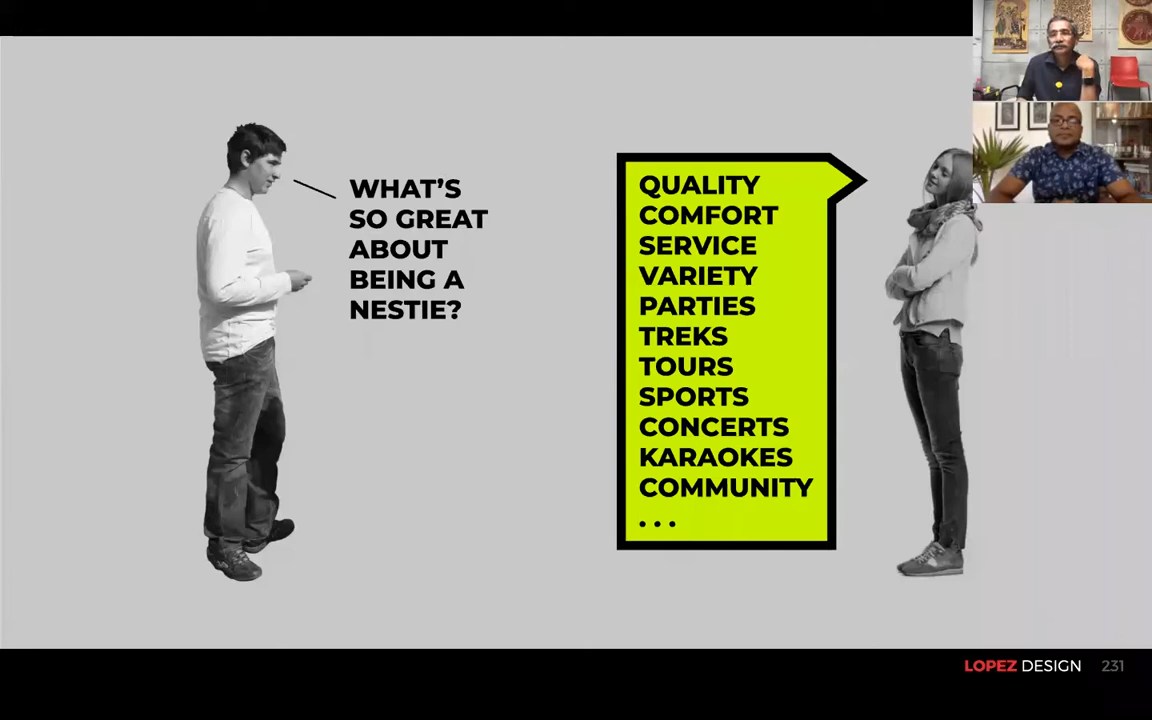 WHAT'S
SO GREAT
ABOUT
BEING A
NESTIE?
QUALITY
COMFORT
SERVICE
VARIETY
PARTIES
TREKS
TOURS
SPORTS
CONCERTS
KARAOKES
COMMUNITY
...
LOPEZ DESIGN 231